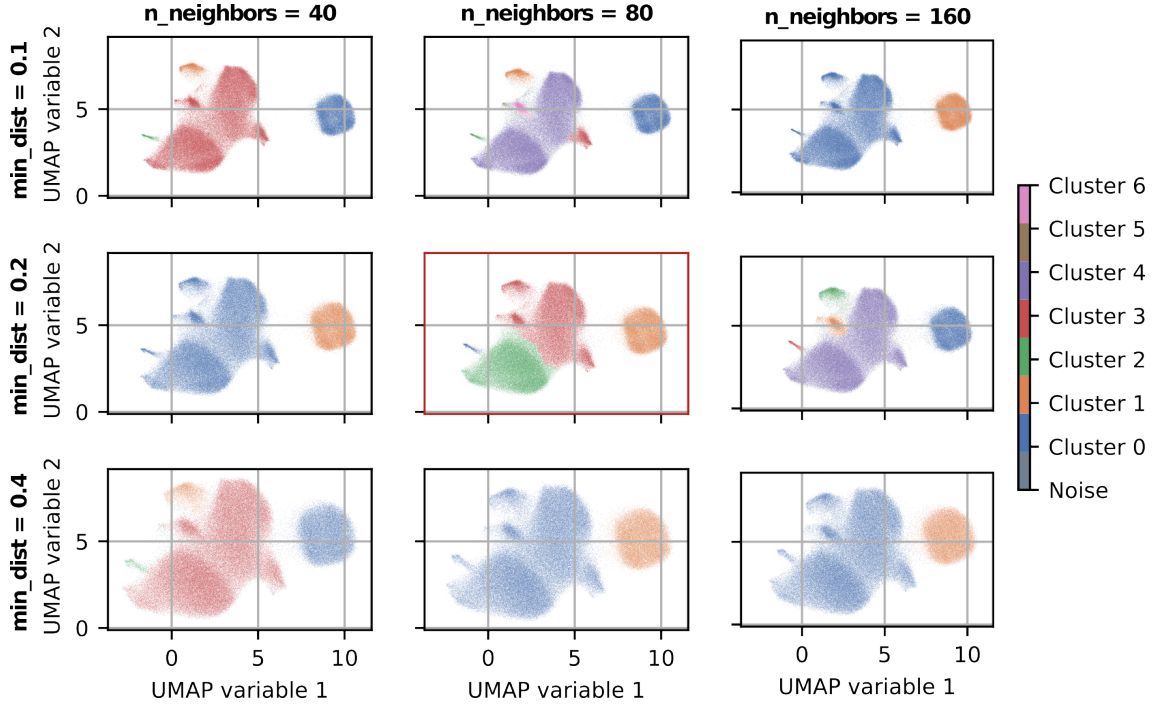 n_neighbors = 40
n_neighbors = 80
n_neighbors = 160
min_dist = 0.1
UMAP variable 2
5
0
min_dist = 0.2
UMAP variable 2
5
0
min_dist = 0.4
UMAP variable 2
5
0
0 5 10
0 5 10
0 5 10
UMAP variable 1
UMAP variable 1
UMAP variable 1
Cluster 6
Cluster 5
Cluster 4
Cluster 3
Cluster 2
Cluster 1
Cluster 0
Noise